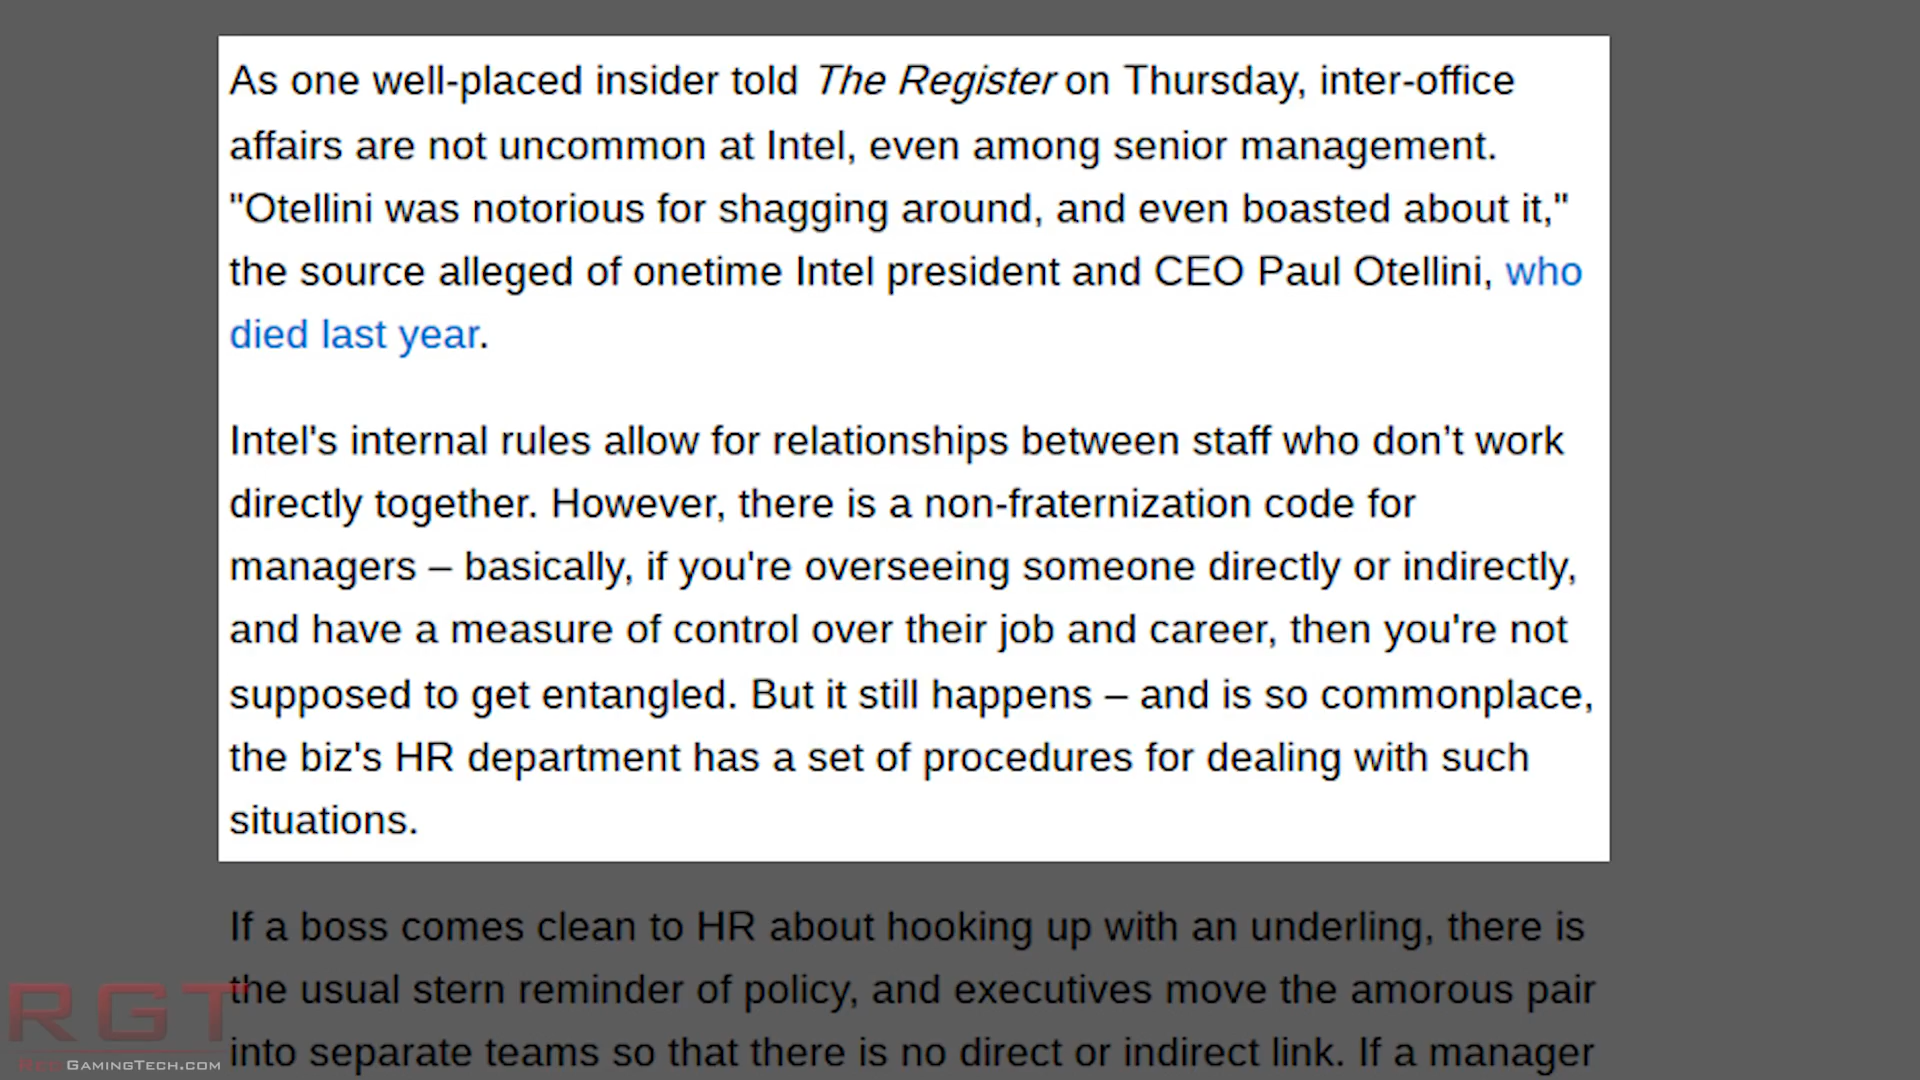 As one well-placed insider told The Register on Thursday, inter-office
affairs are not uncommon at Intel, even among senior management.
"Otellini was notorious for shagging around, and even boasted about it,"
the source alleged of onetime Intel president and CEO Paul Otellini, who
died last year.
Intel's internal rules allow for relationships between staff who don’t work
directly together. However, there is a non-fraternization code for
managers – basically, if you're overseeing someone directly or indirectly,
and have a measure of control over their job and career, then you're not
supposed to get entangled. But it still happens – and is so commonplace,
the biz's HR department has a set of procedures for dealing with such
situations.
If a boss comes clean to HR about hooking up with an underling, there is
the usual stern reminder of policy, and executives move the amorous pair
into separate teams so that there is no direct or indirect link. If a manager
RGT
REDGAMINGTECH.COM